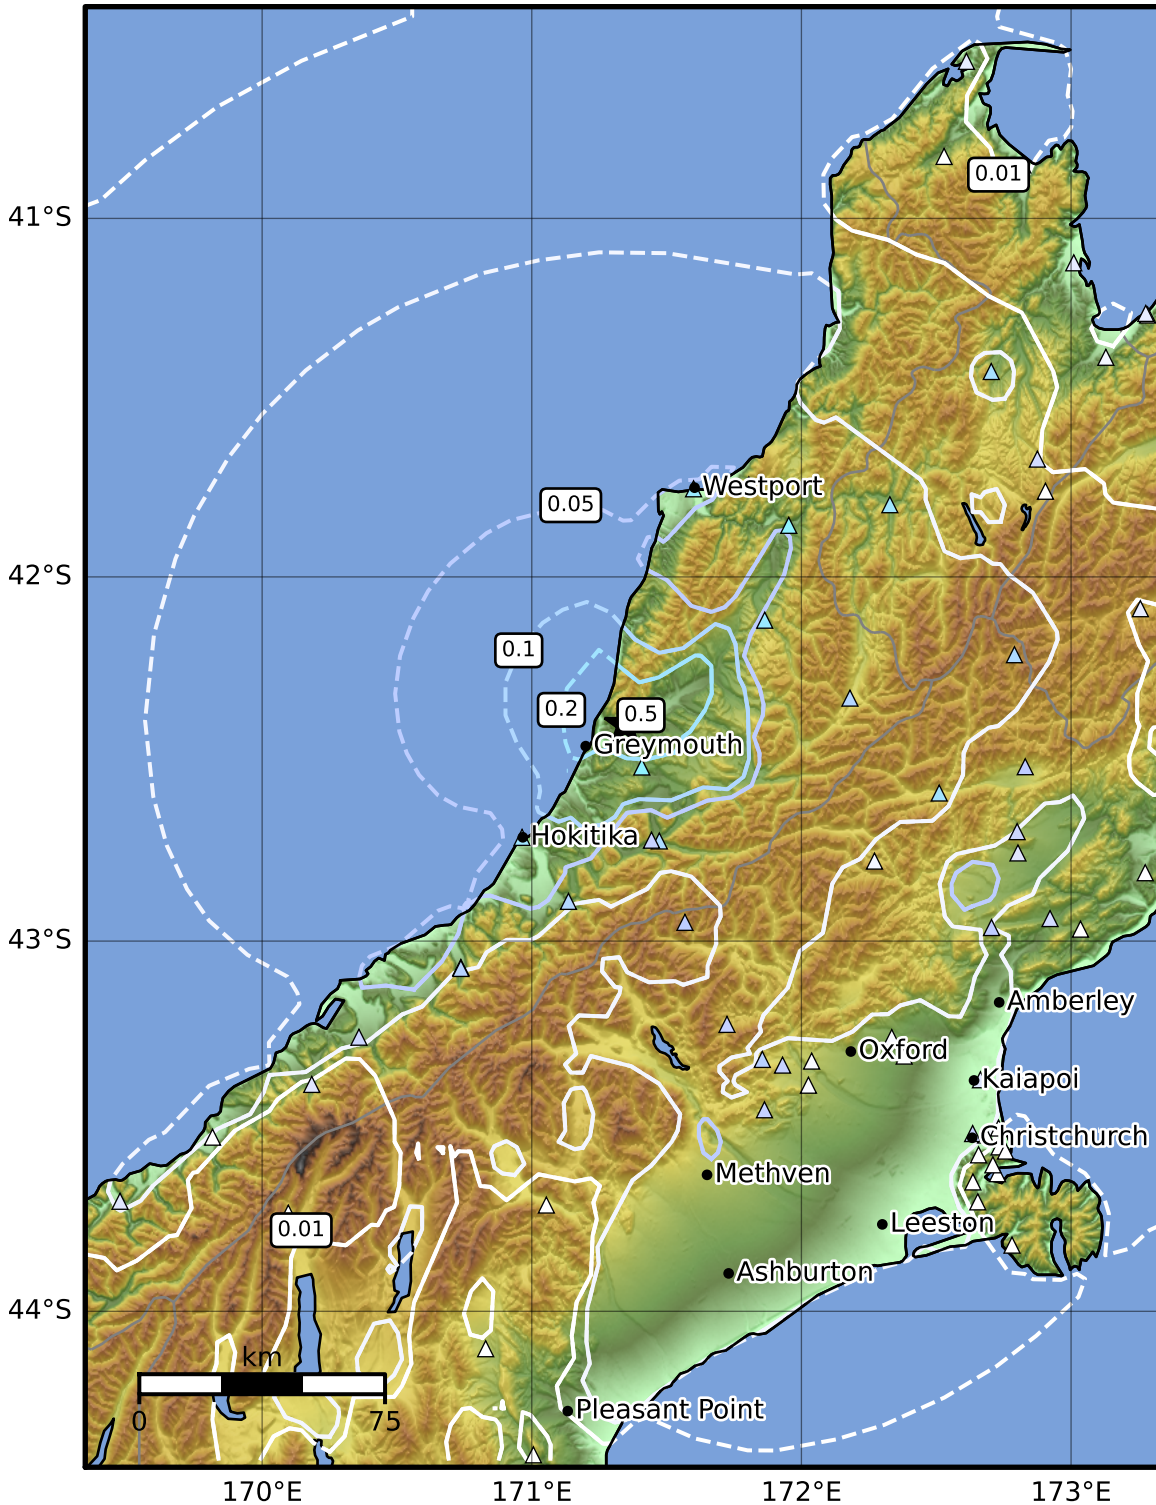 0.01
41°S
Westport
0.05
42°S
0.1
0.2
0.5
Greymouth
Hokitika
43°S
Amberley
Oxford
Kaiapoi
Christchurch
Methven
Leeston
0.01
Ashburton
44°S
km
0
75
Pleasant Point
170°E
171°E
172°E
173°E